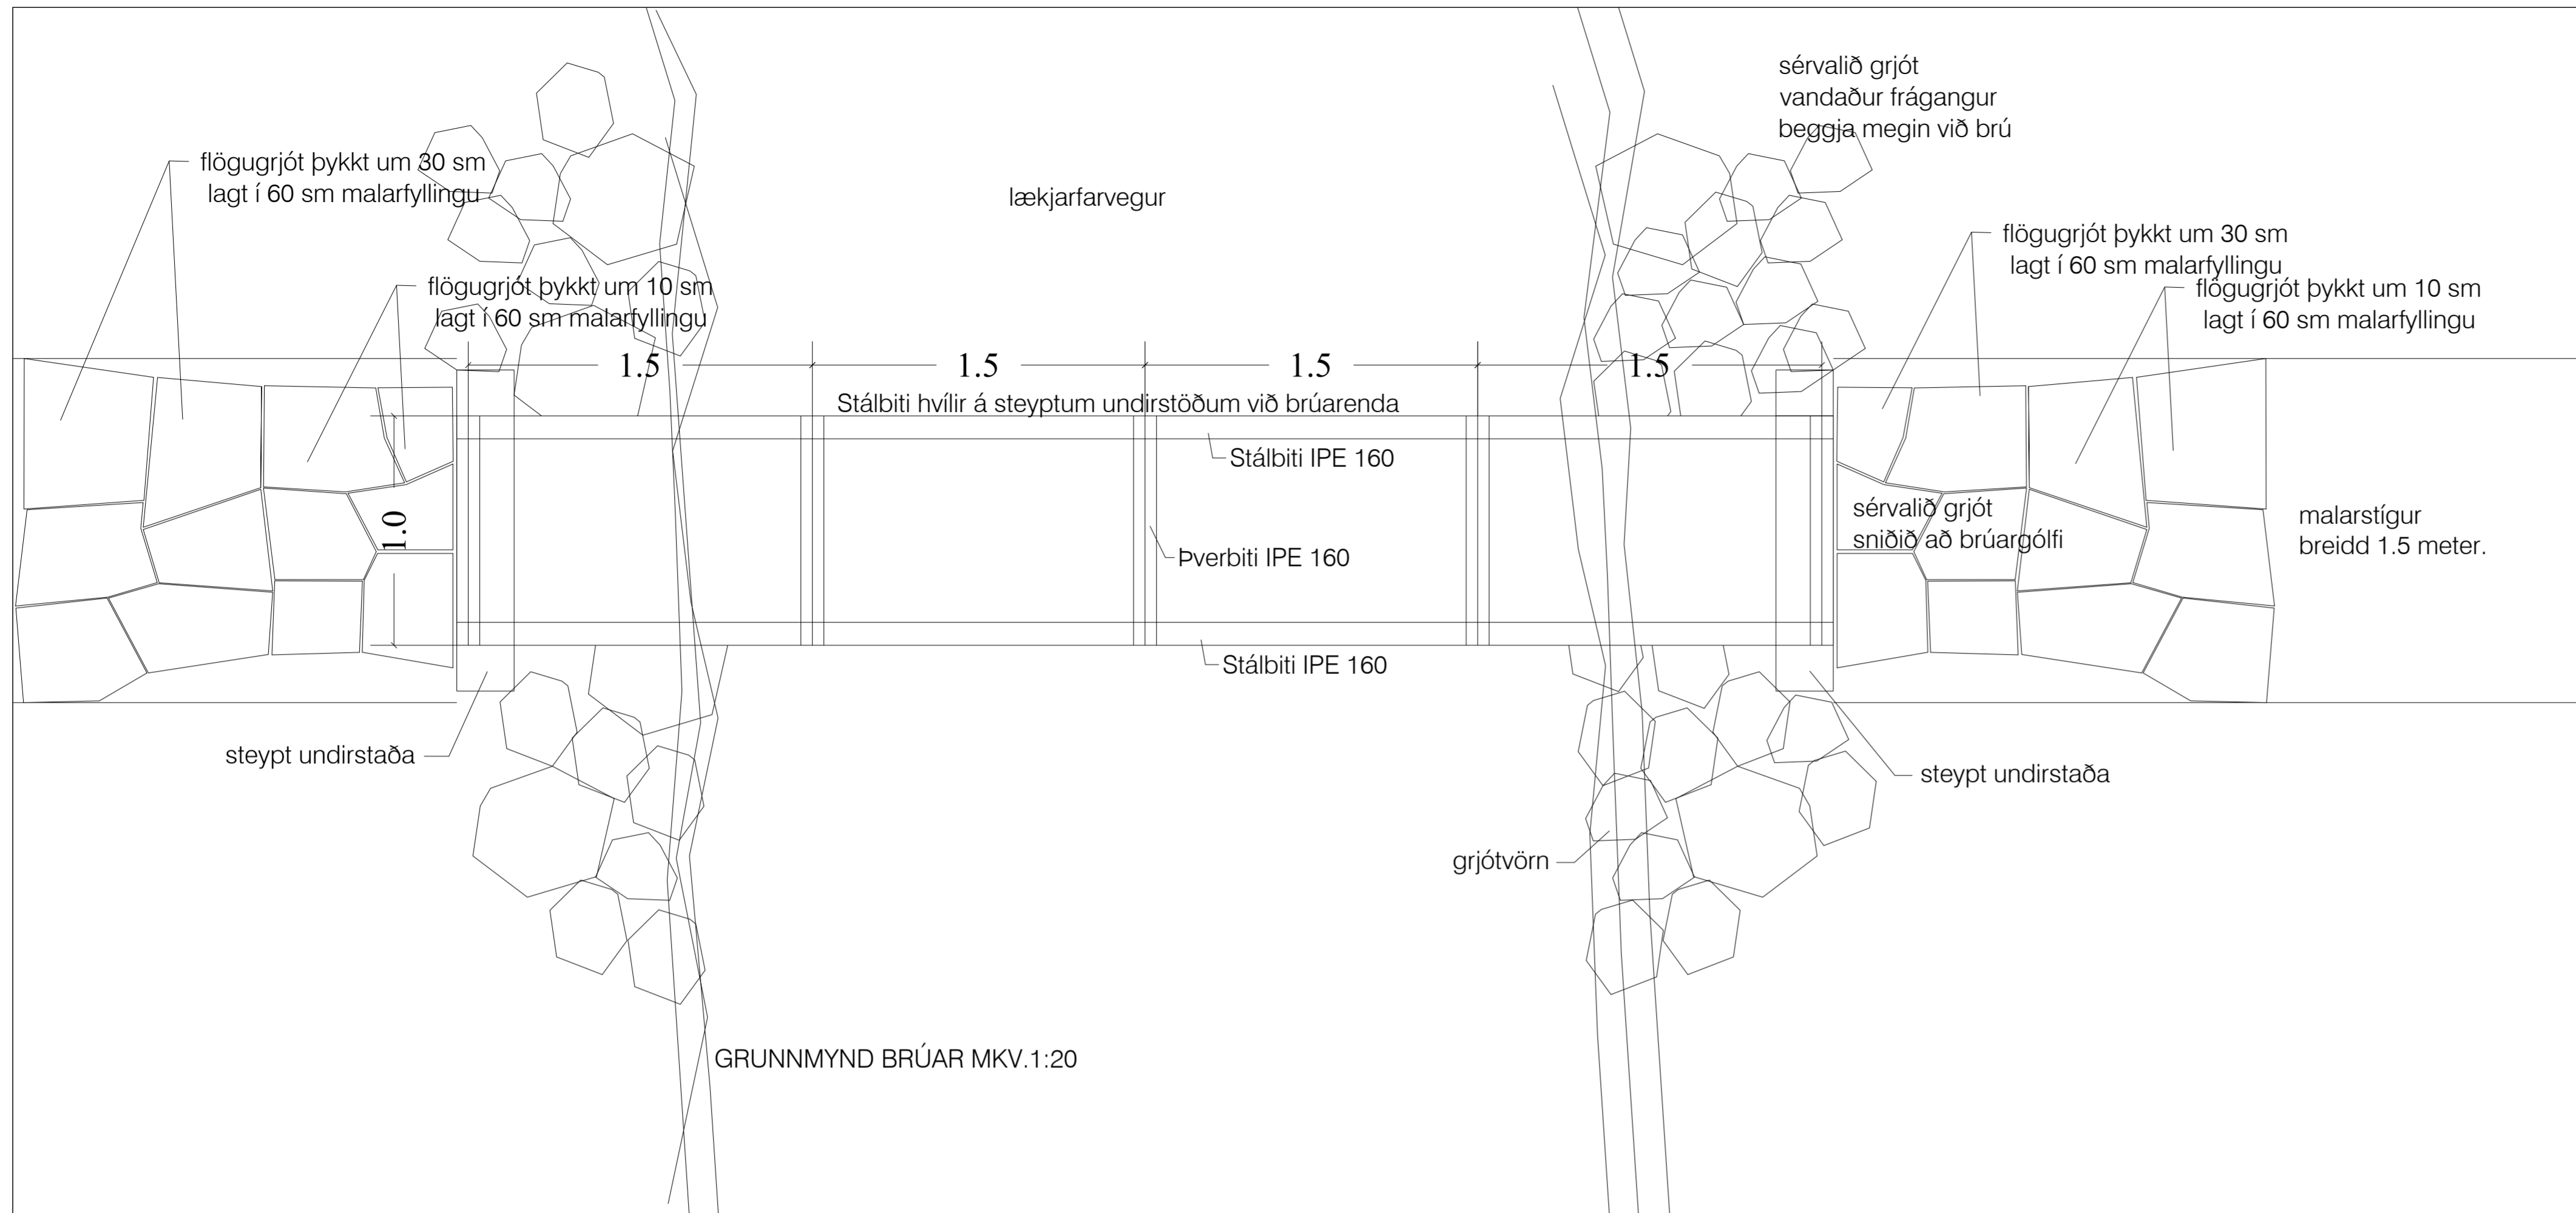 sérvalið grjót
vandaður frágangur
beggja megin við brú
flögugrjót þykkt um 30 sm
lagt í 60 sm malarfyllingu
lækjarfarvegur
flögugrjót þykkt um 30 sm
lagt í 60 sm malarfyllingu
flögugrjót þykkt um 10 sm
lagt í 60 sm malarfyllingu
flögugrjót þykkt um 10 sm
lagt í 60 sm malarfyllingu
1.5 1.5 1.5 1.5
Stálbiti hvílir á steyptum undirstöðum við brúarenda
Stálbiti IPE 160
1.0
sérvalið grjót
sniðið að brúargólfi
malarstígur
breidd 1.5 meter.
Þverbiti IPE 160
Stálbiti IPE 160
steypt undirstaða
steypt undirstaða
grjótvörn
GRUNNMYND BRÚAR MKV.1:20